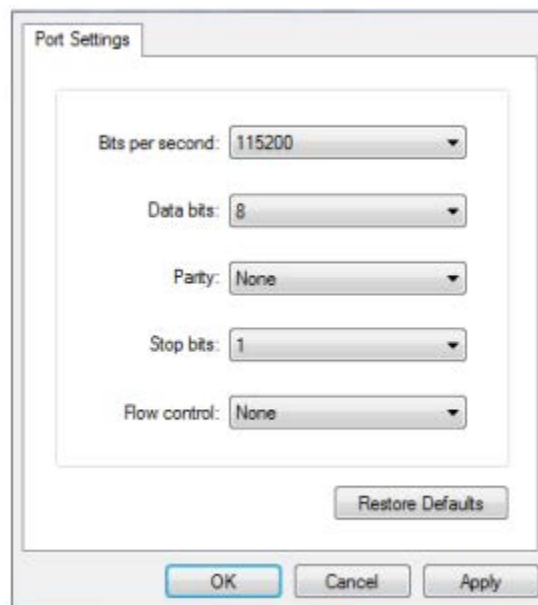 Port Settings
Bits per second: 115200
Data bits: 8
Parity: None
Stop bits: 1
Flow control: None
Restore Defaults
OK Cancel Apply